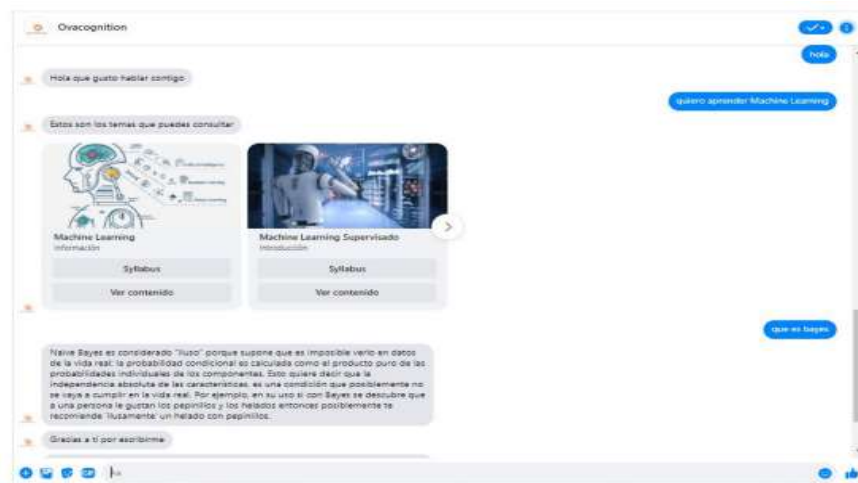 Ovacognition
hola
Hola que gusto hablar contigo
quiero aprender Machine Learning
Estos son los temas que puedes consultar
Machine Learning
Información
Syllabus
Ver contenido
Machine Learning Supervisado
Introducción
Syllabus
Ver contenido
que es bayes
Naive Bayes es considerado "iluso" porque supone que es imposible verlo en datos
de la vida real: la probabilidad condicional es calculada como el producto puro de las
probabilidades individuales de los componentes. Esto quiere decir que la
independencia absoluta de las características, es una condición que posiblemente no
se vaya a cumplir en la vida real. Por ejemplo, en su uso si con Bayes se descubre que
a una persona le gustan los pepinillos y los helados entonces posiblemente te
recomiende 'ilusamente' un helado con pepinillos.
Gracias a ti por escribirme
Aa